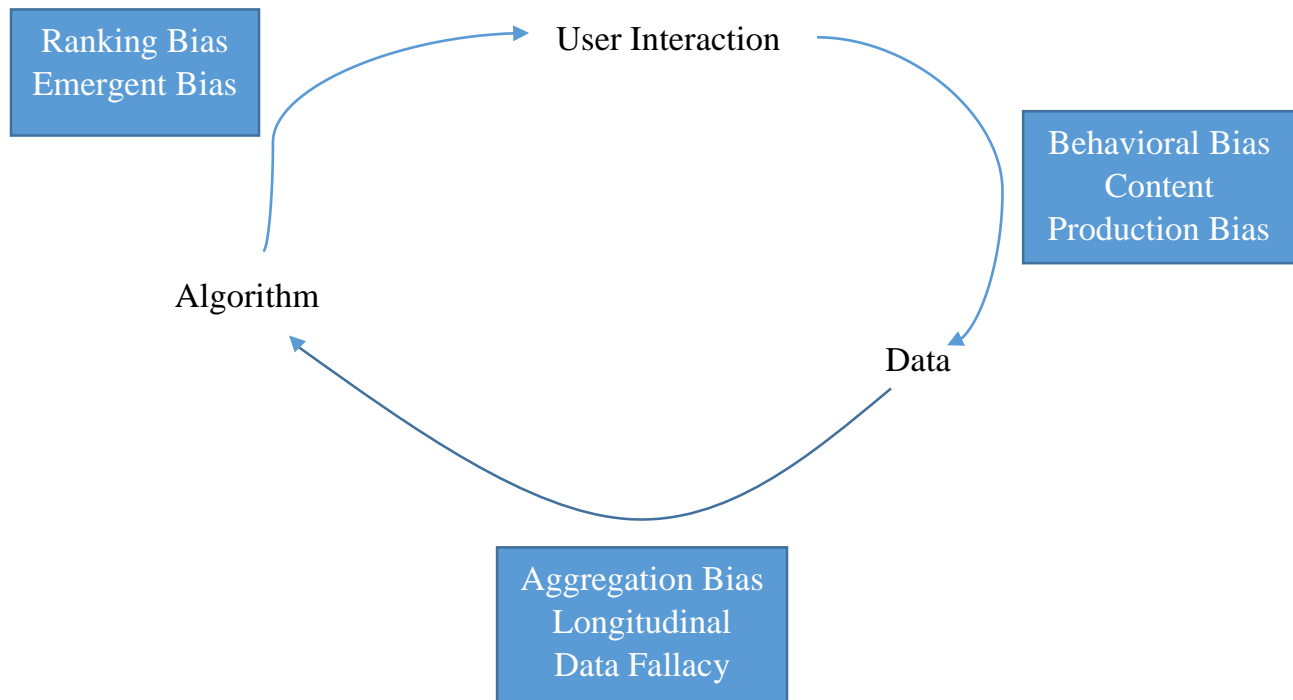 Ranking Bias
Emergent Bias
User Interaction
Behavioral Bias
Content
Production Bias
Algorithm
Data
Aggregation Bias
Longitudinal
Data Fallacy